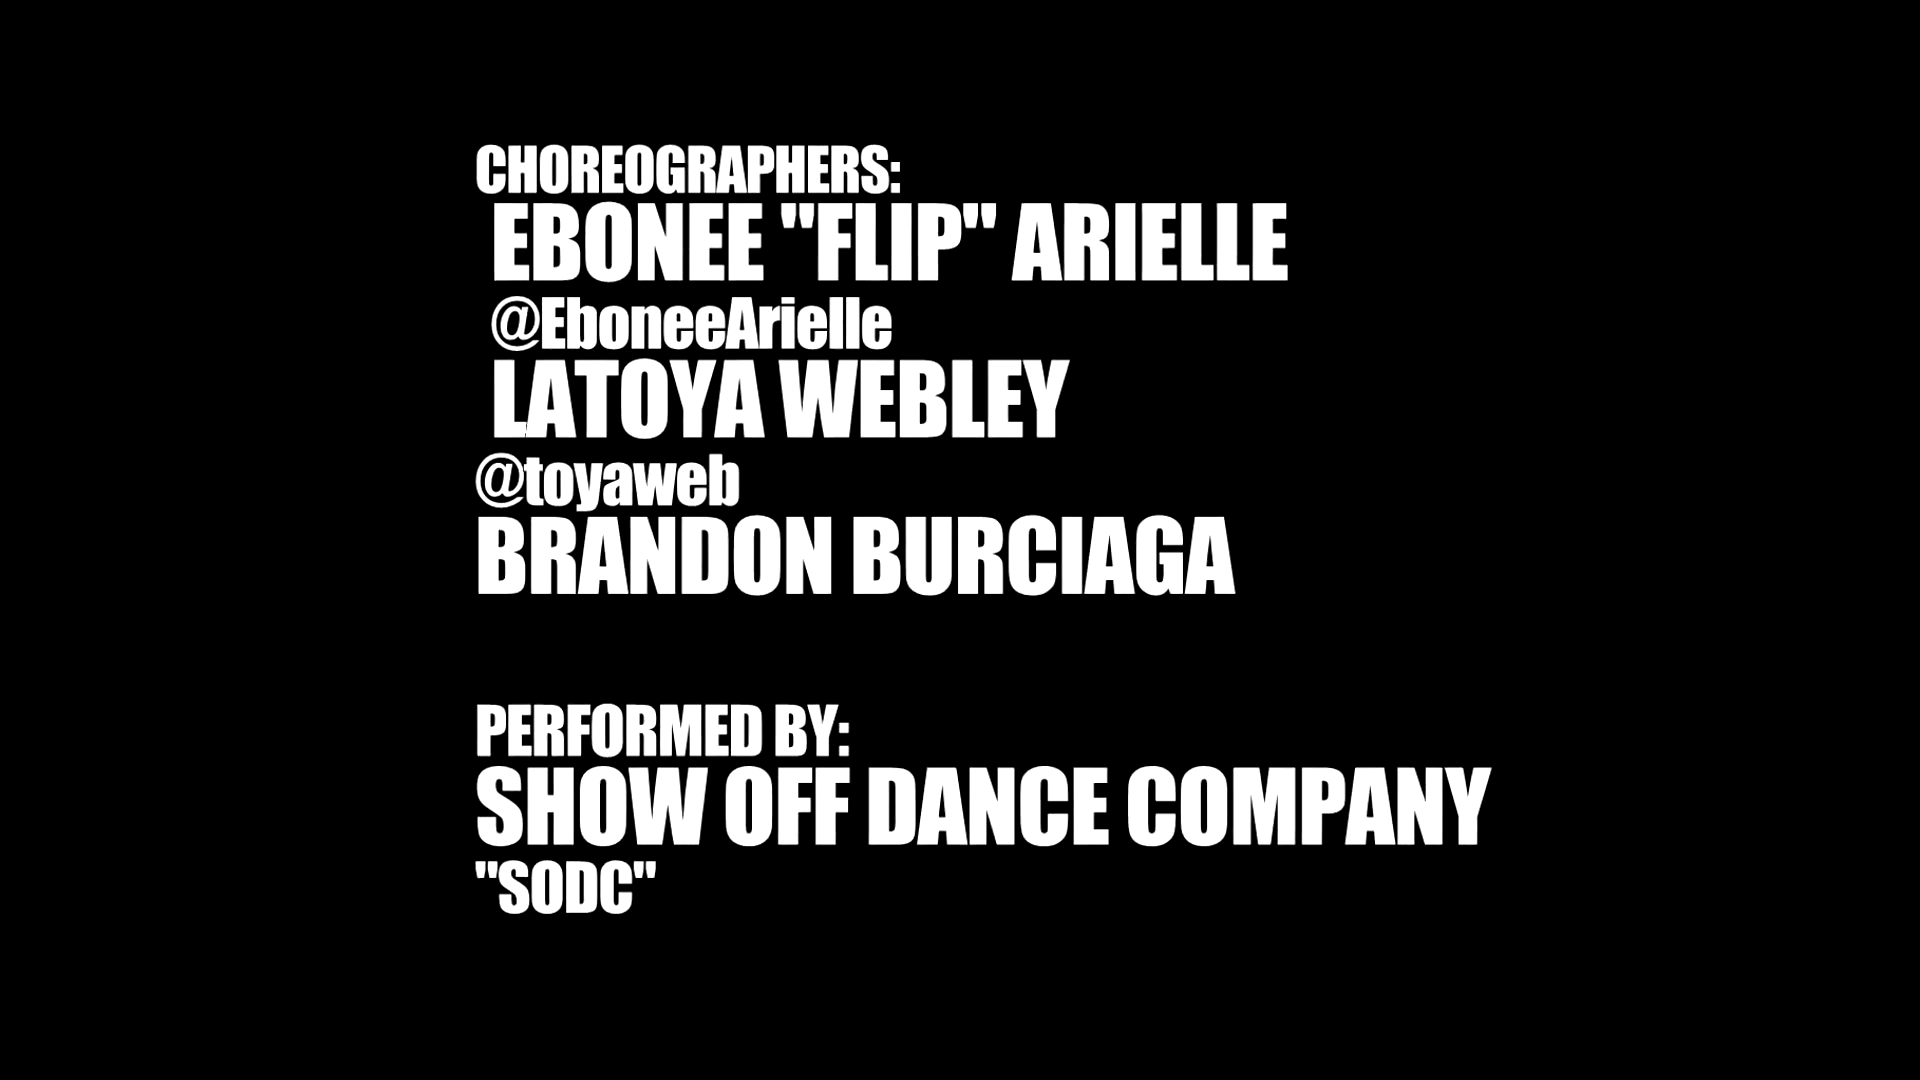 CHOREOGRAPHERS:
EBONEE "FLIP" ARIELLE
@EboneeArielle
LATOYA WEBLEY
@toyaweb
BRANDON BURCIAGA
PERFORMED BY:
SHOW OFF DANCE COMPANY
"SODC"